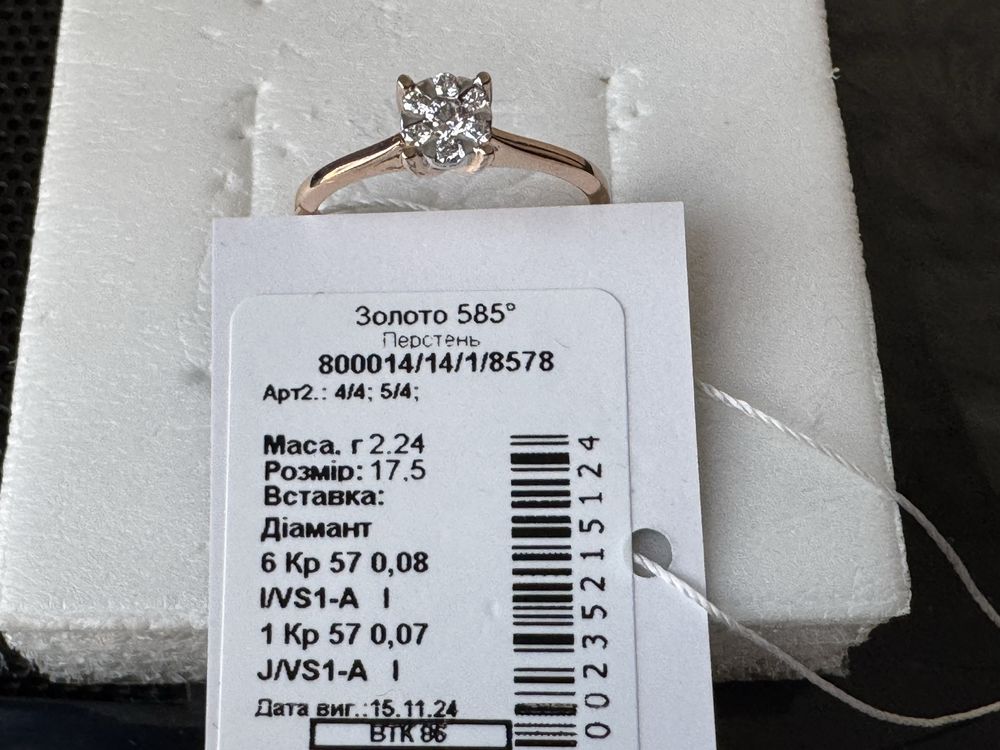 Золото 585°
Перстень
800014/14/1/8578
Арт2.: 4/4; 5/4;
Маса. г 2.24
Розмір: 17,5
Вставка:
Діамант
6 Кр 57 0,08
I/VS1-A I
1 Кр 57 0,07
J/VS1-A I
Дата виг.:15.11.24
ВТК 86
0002352215124